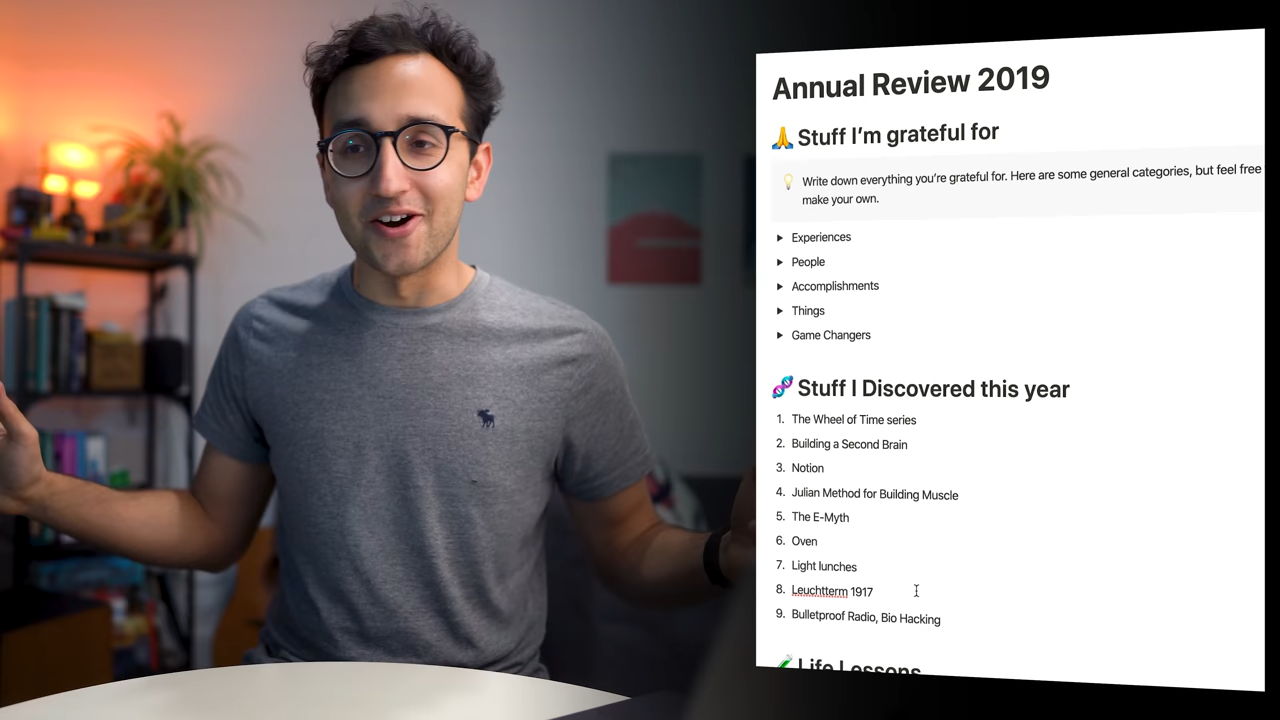 Annual Review 2019
🙏 Stuff I'm grateful for
💡 Write down everything you're grateful for. Here are some general categories, but feel free
make your own.
▶ Experiences
▶ People
▶ Accomplishments
▶ Things
▶ Game Changers
🧬 Stuff I Discovered this year
1. The Wheel of Time series
2. Building a Second Brain
3. Notion
4. Julian Method for Building Muscle
5. The E-Myth
6. Oven
7. Light lunches
8. Leuchtterm 1917
9. Bulletproof Radio, Bio Hacking
Life Lessons